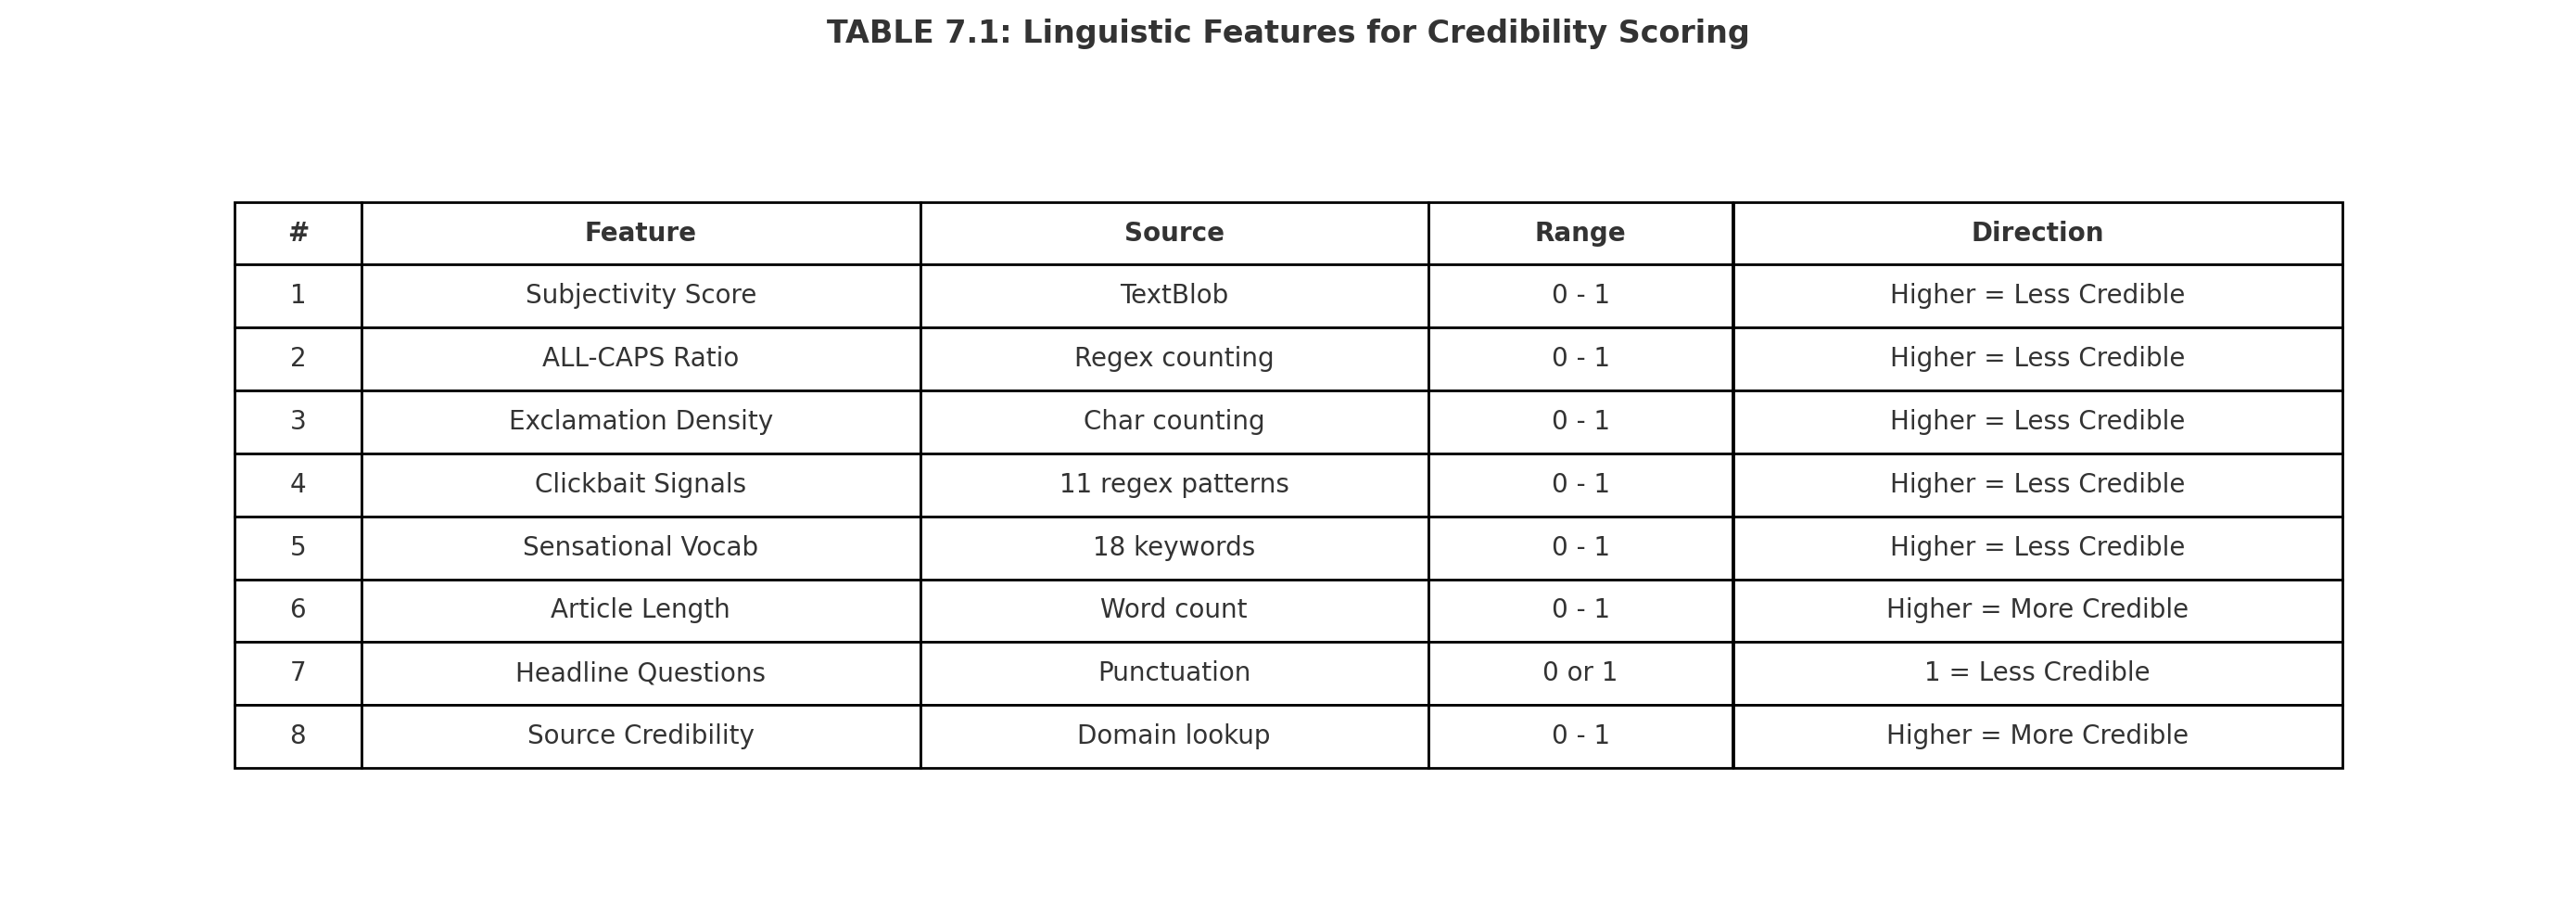 TABLE 7.1: Linguistic Features for Credibility Scoring
# Feature Source Range Direction
1 Subjectivity Score TextBlob 0 - 1 Higher = Less Credible
2 ALL-CAPS Ratio Regex counting 0 - 1 Higher = Less Credible
3 Exclamation Density Char counting 0 - 1 Higher = Less Credible
4 Clickbait Signals 11 regex patterns 0 - 1 Higher = Less Credible
5 Sensational Vocab 18 keywords 0 - 1 Higher = Less Credible
6 Article Length Word count 0 - 1 Higher = More Credible
7 Headline Questions Punctuation 0 or 1 1 = Less Credible
8 Source Credibility Domain lookup 0 - 1 Higher = More Credible